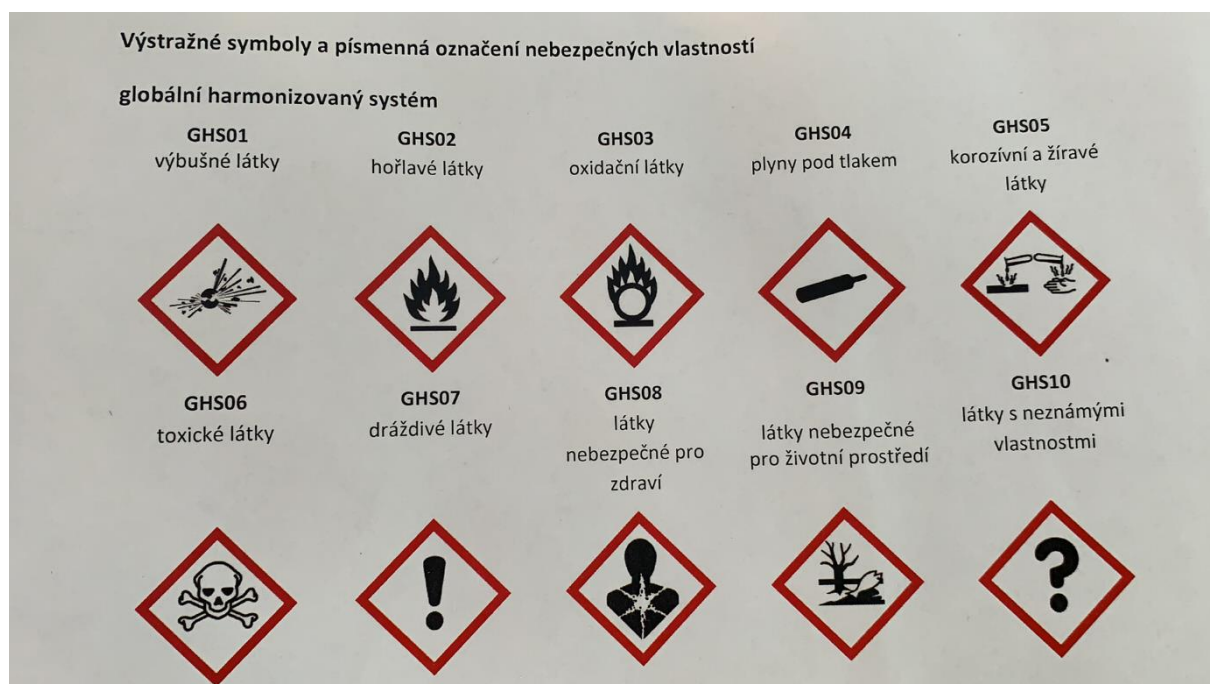 Výstražné symboly a písmenná označení nebezpečných vlastností
globální harmonizovaný systém
GHS01
výbušné látky
GHS02
hořlavé látky
GHS03
oxidační látky
GHS04
plyny pod tlakem
GHS05
korozívní a žíravé
látky
GHS06
toxické látky
GHS07
dráždivé látky
GHS08
látky
nebezpečné pro
zdraví
GHS09
látky nebezpečné
pro životní prostředí
GHS10
látky s neznámými
vlastnostmi